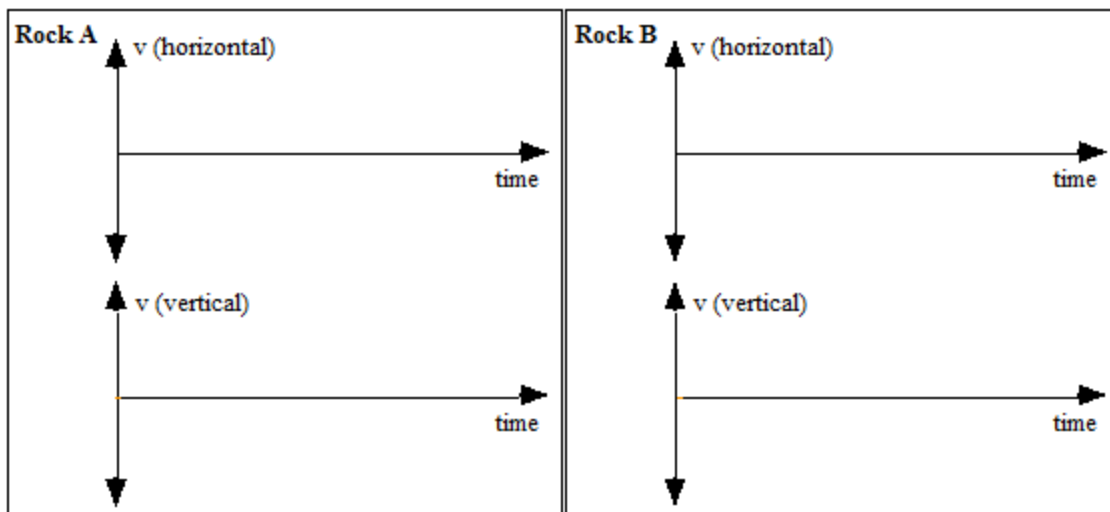 Rock A
v (horizontal)
time
v (vertical)
time
Rock B
v (horizontal)
time
v (vertical)
time